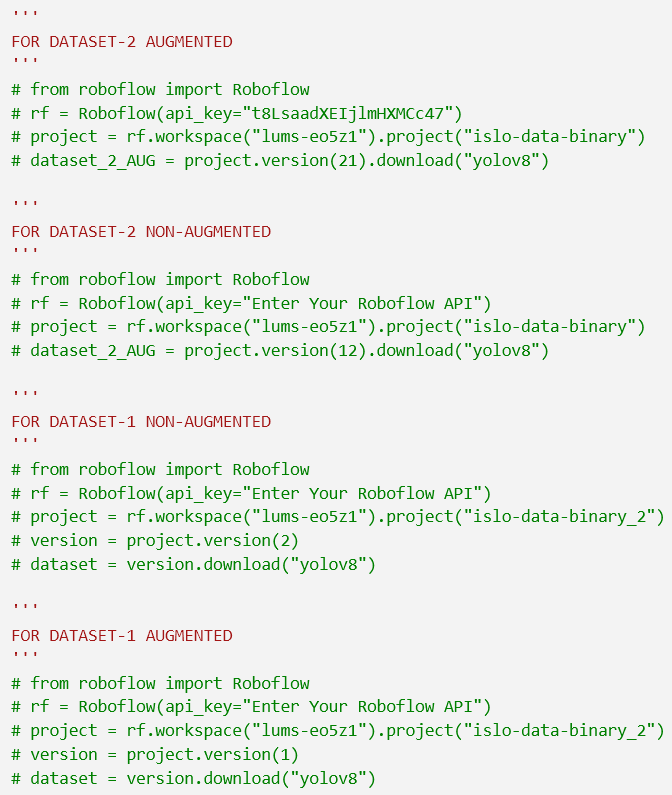 '''
FOR DATASET-2 AUGMENTED
'''
# from roboflow import Roboflow
# rf = Roboflow(api_key="t8LsaadXEIjlmHXMCc47")
# project = rf.workspace("lums-eo5z1").project("islo-data-binary")
# dataset_2_AUG = project.version(21).download("yolov8")
'''
FOR DATASET-2 NON-AUGMENTED
'''
# from roboflow import Roboflow
# rf = Roboflow(api_key="Enter Your Roboflow API")
# project = rf.workspace("lums-eo5z1").project("islo-data-binary")
# dataset_2_AUG = project.version(12).download("yolov8")
'''
FOR DATASET-1 NON-AUGMENTED
'''
# from roboflow import Roboflow
# rf = Roboflow(api_key="Enter Your Roboflow API")
# project = rf.workspace("lums-eo5z1").project("islo-data-binary_2")
# version = project.version(2)
# dataset = version.download("yolov8")
'''
FOR DATASET-1 AUGMENTED
'''
# from roboflow import Roboflow
# rf = Roboflow(api_key="Enter Your Roboflow API")
# project = rf.workspace("lums-eo5z1").project("islo-data-binary_2")
# version = project.version(1)
# dataset = version.download("yolov8")